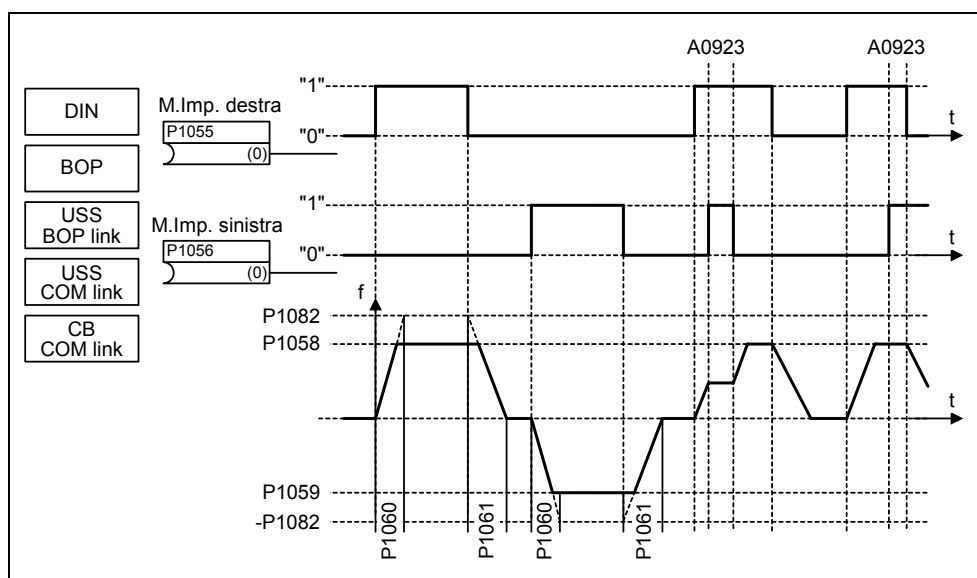 A0923 A0923
DIN
BOP
USS
BOP link
USS
COM link
CB
COM link
M.Imp. destra
P1055
(0)
"1"
"0"
t
M.Imp. sinistra
P1056
(0)
"1"
"0"
t
f
P1082
P1058
t
P1059
-P1082
P1060
P1061
P1060
P1061